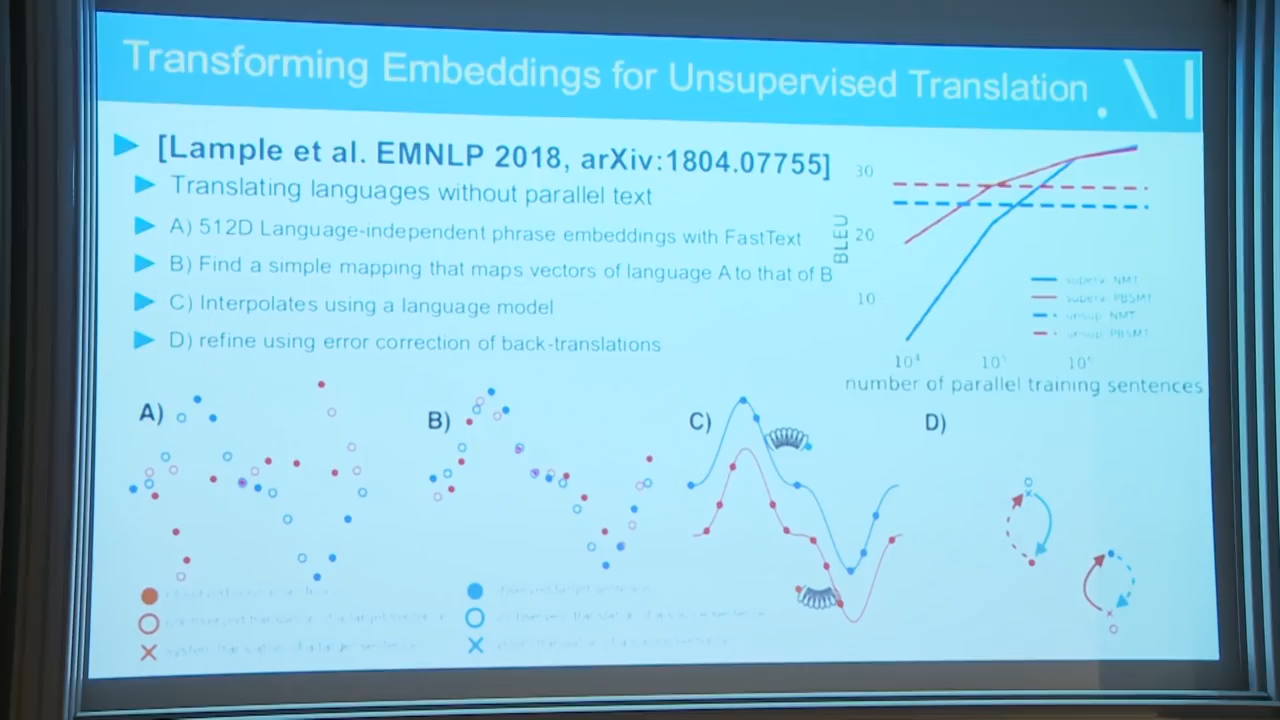 Transforming Embeddings for Unsupervised Translation
[Lample et al. EMNLP 2018, arXiv:1804.07755]
Translating languages without parallel text
A) 512D Language-independent phrase embeddings with FastText
B) Find a simple mapping that maps vectors of language A to that of B
C) Interpolates using a language model
D) refine using error correction of back-translations
30
20
10
BLEU
superv. NMT
superv. PBSMT
unsup. NMT
unsup. PBSMT
10⁴ 10⁵ 10⁶
number of parallel training sentences
A) B) C) D)